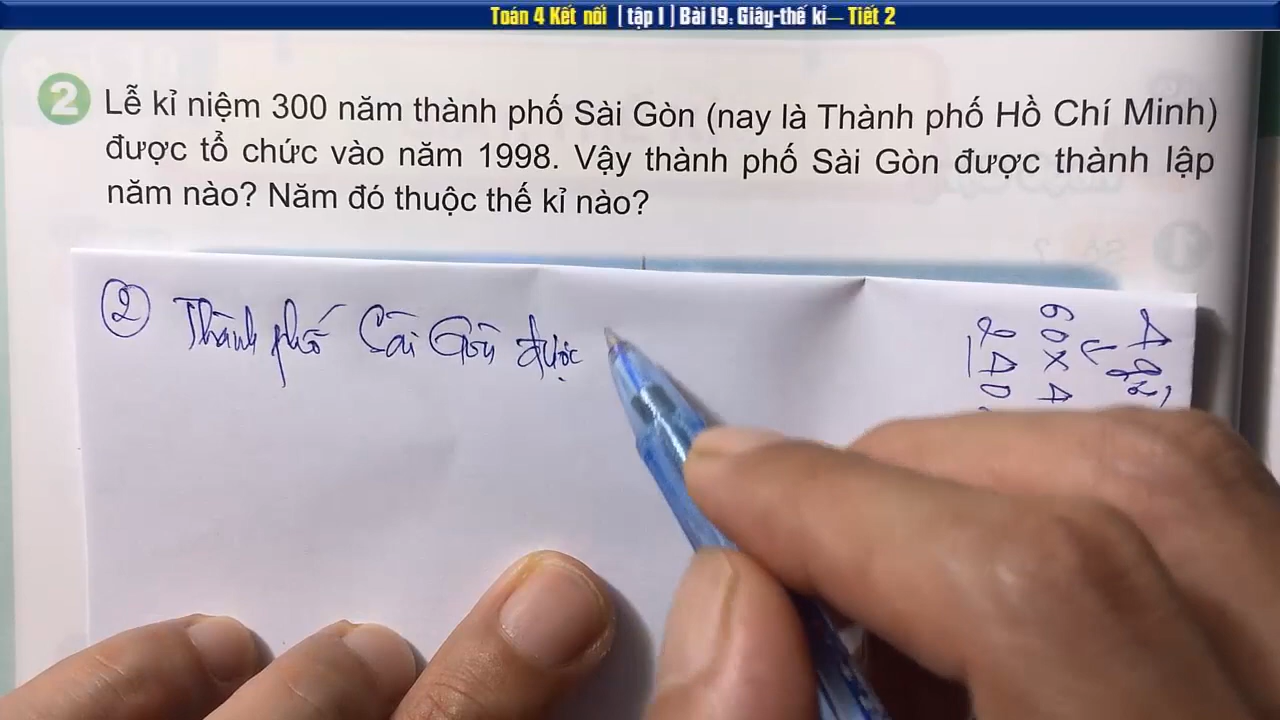 Toán 4 Kết nối ( tập 1 ) Bài 19: Giây-thế kỉ– Tiết 2
2 Lễ kỉ niệm 300 năm thành phố Sài Gòn (nay là Thành phố Hồ Chí Minh)
được tổ chức vào năm 1998. Vậy thành phố Sài Gòn được thành lập
năm nào? Năm đó thuộc thế kỉ nào?
2 Thành phố Sài Gòn được
60 x 4
240